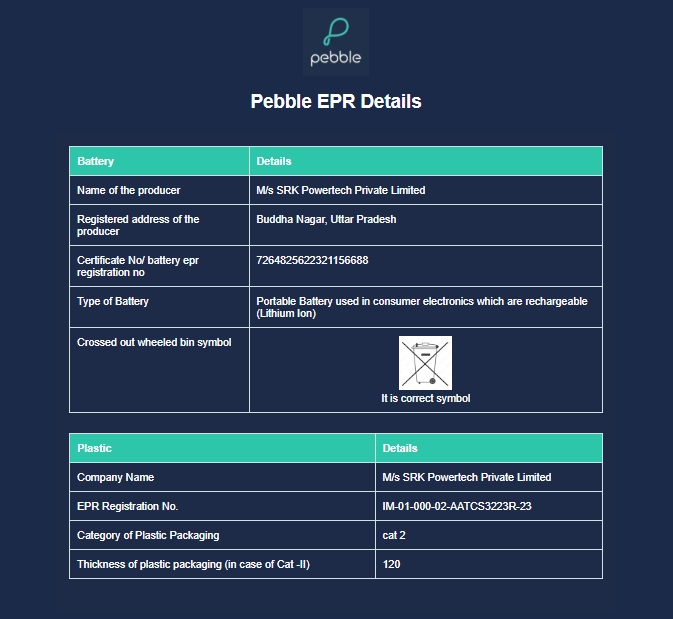 pebble
Pebble EPR Details
Battery Details
Name of the producer M/s SRK Powertech Private Limited
Registered address of the Buddha Nagar, Uttar Pradesh
producer
Certificate No/ battery epr 7264825622321156688
registration no
Type of Battery Portable Battery used in consumer electronics which are rechargeable
(Lithium Ion)
Crossed out wheeled bin symbol
It is correct symbol
Plastic Details
Company Name M/s SRK Powertech Private Limited
EPR Registration No. IM-01-000-02-AATCS3223R-23
Category of Plastic Packaging cat 2
Thickness of plastic packaging (in case of Cat -II) 120